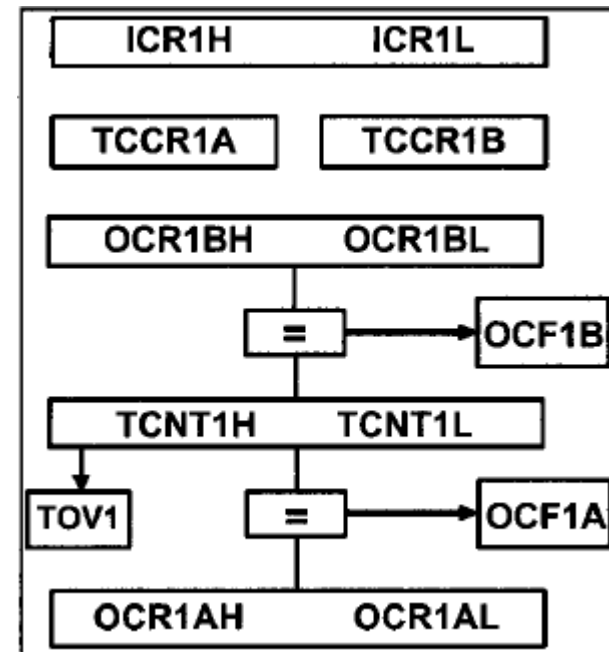 ICR1H ICR1L
TCCR1A TCCR1B
OCR1BH OCR1BL
= OCF1B
TCNT1H TCNT1L
TOV1 = OCF1A
OCR1AH OCR1AL